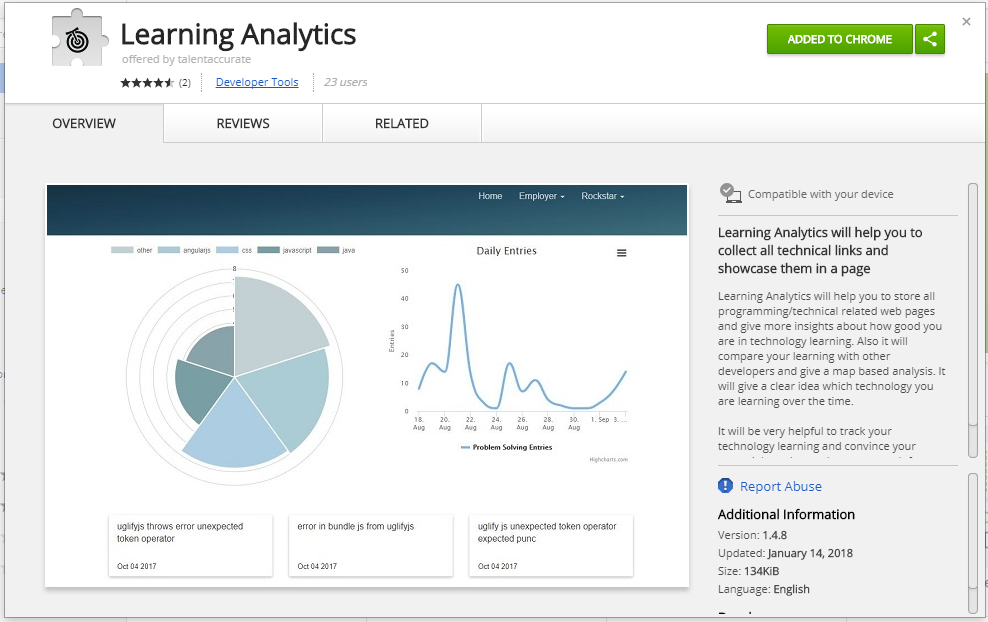 Learning Analytics
offered by talentaccurate
(2)
Developer Tools
23 users
ADDED TO CHROME
OVERVIEW
REVIEWS
RELATED
Home
Employer
Rockstar
other
angularjs
css
javascript
java
8
Daily Entries
50
40
30
20
10
0
Entries
18. Aug
20. Aug
22. Aug
24. Aug
26. Aug
28. Aug
30. Aug
1. Sep
3. ...
Problem Solving Entries
Highcharts.com
uglifyjs throws error unexpected
token operator
Oct 04 2017
error in bundle js from uglifyjs
Oct 04 2017
uglify js unexpected token operator
expected punc
Oct 04 2017
Compatible with your device
Learning Analytics will help you to
collect all technical links and
showcase them in a page
Learning Analytics will help you to store all
programming/technical related web pages
and give more insights about how good you
are in technology learning. Also it will
compare your learning with other
developers and give a map based analysis. It
will give a clear idea which technology you
are learning over the time.
It will be very helpful to track your
technology learning and convince your
Report Abuse
Additional Information
Version: 1.4.8
Updated: January 14, 2018
Size: 134KiB
Language: English